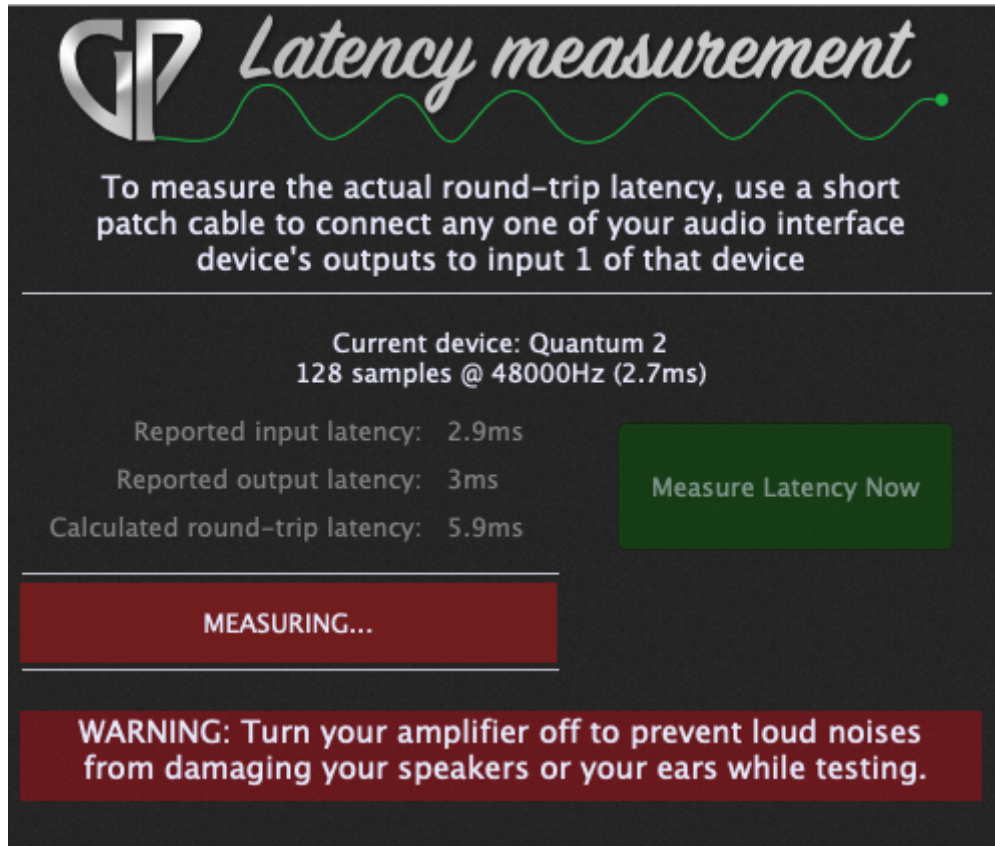 GP Latency measurement
To measure the actual round-trip latency, use a short
patch cable to connect any one of your audio interface
device's outputs to input 1 of that device
Current device: Quantum 2
128 samples @ 48000Hz (2.7ms)
Reported input latency: 2.9ms
Reported output latency: 3ms
Measure Latency Now
Calculated round-trip latency: 5.9ms
MEASURING...
WARNING: Turn your amplifier off to prevent loud noises
from damaging your speakers or your ears while testing.